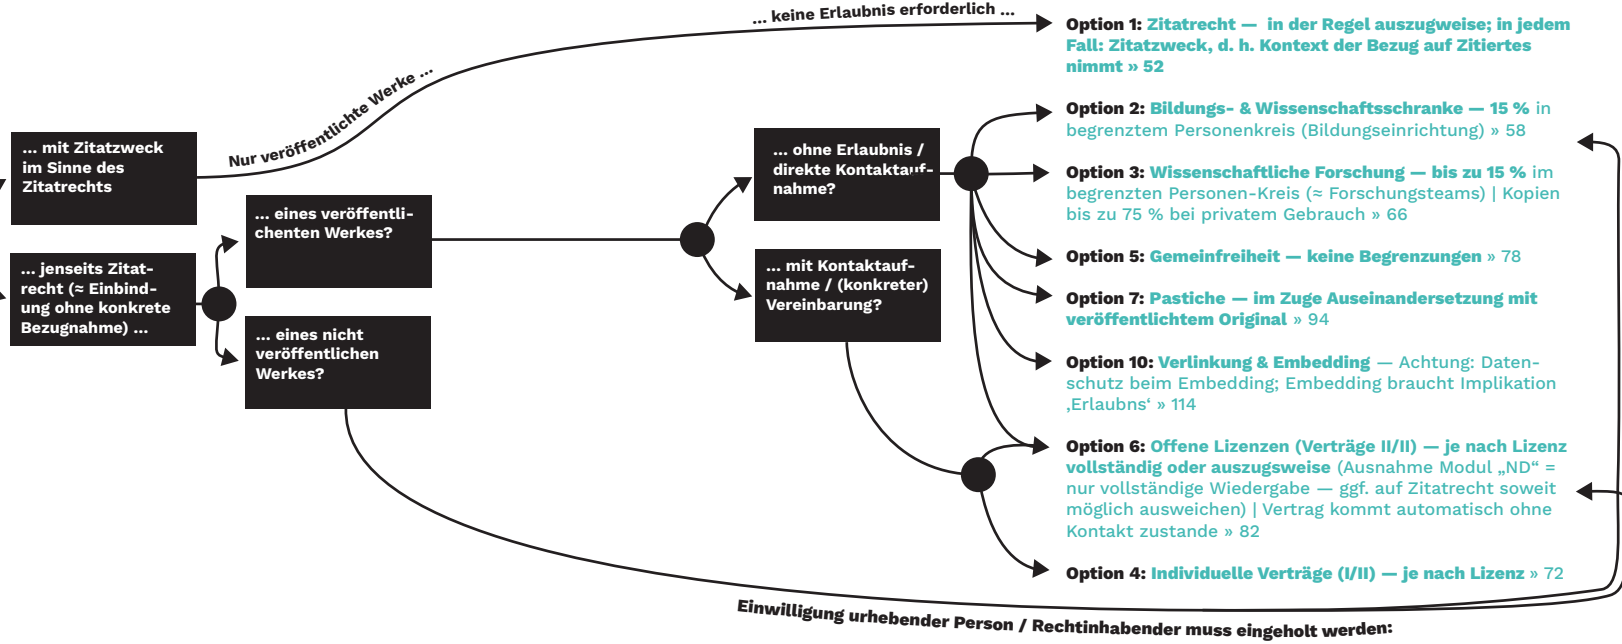 ... keine Erlaubnis erforderlich ...
Nur veröffentlichte Werke ...
... mit Zitatzweck
im Sinne des
Zitatrechts
... jenseits Zitat-
recht (≈ Einbind-
ung ohne konkrete
Bezugnahme) ...
... eines veröffentli-
chenten Werkes?
... eines nicht
veröffentlichen
Werkes?
... ohne Erlaubnis /
direkte Kontaktauf-
nahme?
... mit Kontaktauf-
nahme / (konkreter)
Vereinbarung?
Option 1: Zitatrecht — in der Regel auszugweise; in jedem
Fall: Zitatzweck, d. h. Kontext der Bezug auf Zitiertes
nimmt » 52
Option 2: Bildungs- & Wissenschaftsschranke — 15 % in
begrenztem Personenkreis (Bildungseinrichtung) » 58
Option 3: Wissenschaftliche Forschung — bis zu 15 % im
begrenzten Personen-Kreis (≈ Forschungsteams) | Kopien
bis zu 75 % bei privatem Gebrauch » 66
Option 5: Gemeinfreiheit — keine Begrenzungen » 78
Option 7: Pastiche — im Zuge Auseinandersetzung mit
veröffentlichtem Original » 94
Option 10: Verlinkung & Embedding — Achtung: Daten-
schutz beim Embedding; Embedding braucht Implikation
‚Erlaubns‘ » 114
Option 6: Offene Lizenzen (Verträge II/II) — je nach Lizenz
vollständig oder auszugsweise (Ausnahme Modul „ND“ =
nur vollständige Wiedergabe — ggf. auf Zitatrecht soweit
möglich ausweichen) | Vertrag kommt automatisch ohne
Kontakt zustande » 82
Option 4: Individuelle Verträge (I/II) — je nach Lizenz » 72
Einwilligung urhebender Person / Rechtinhabender muss eingeholt werden: